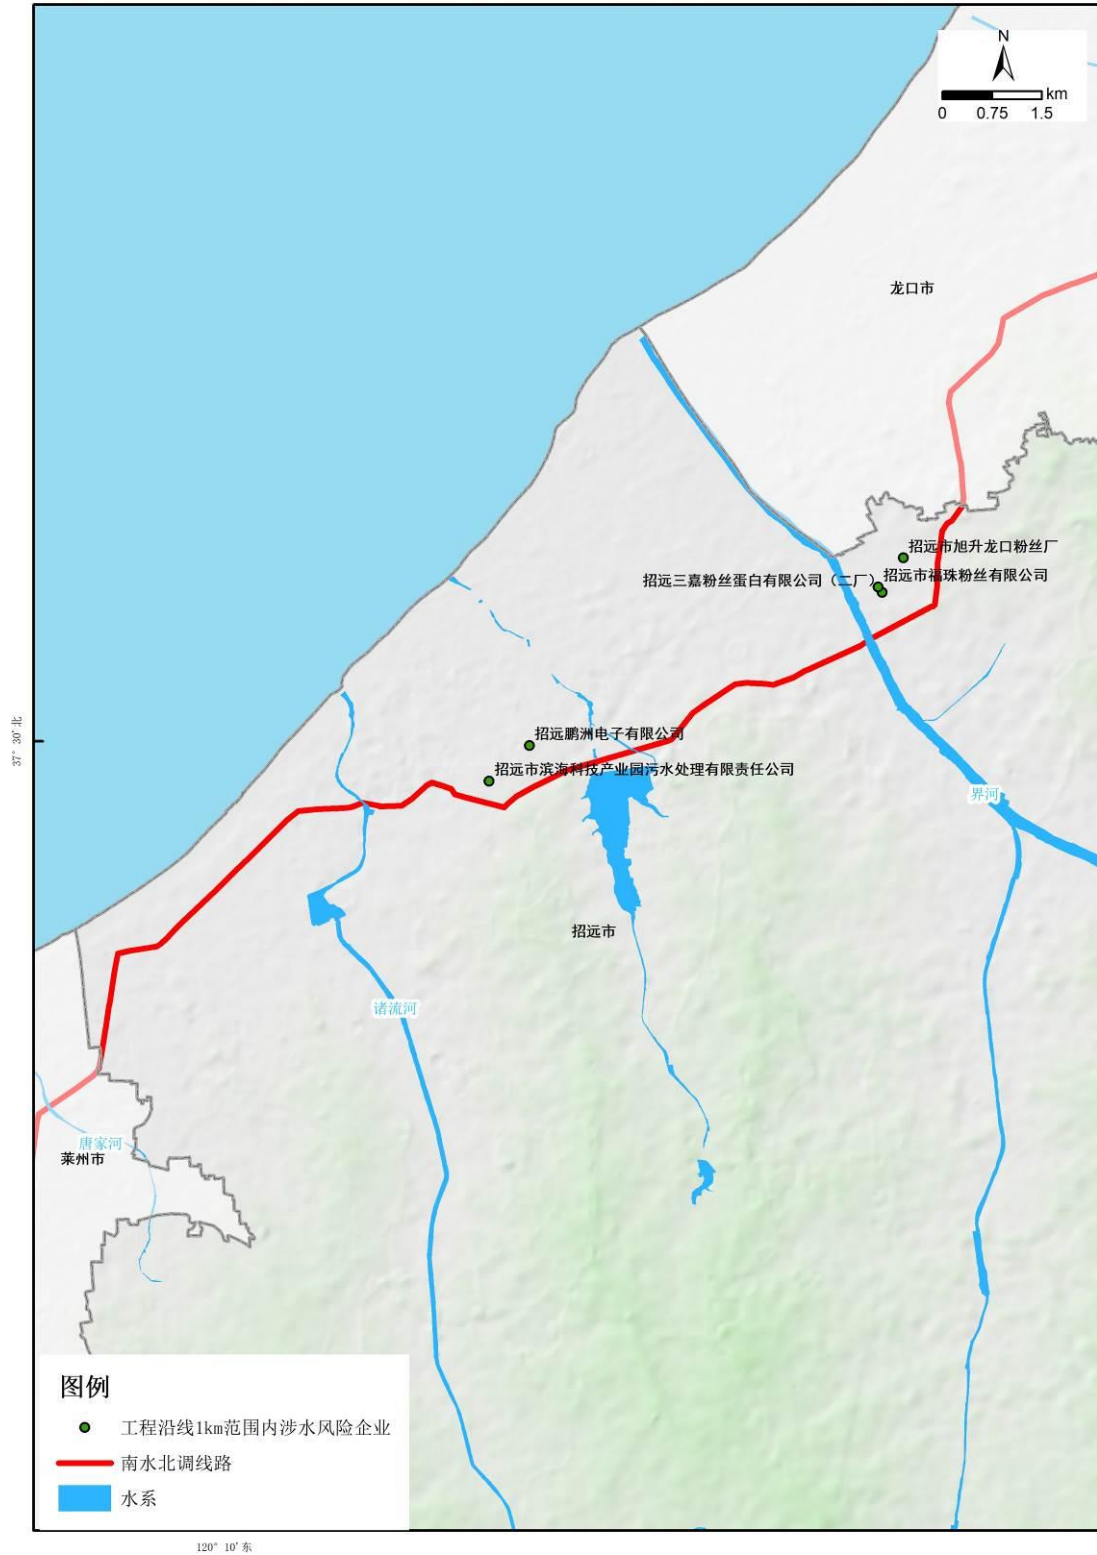 N
km
0 0.75 1.5
龙口市
招远市旭升龙口粉丝厂
招远三嘉粉丝蛋白有限公司（二厂）
招远市福珠粉丝有限公司
招远鹏洲电子有限公司
招远市滨海科技产业园污水处理有限责任公司
37° 30′北
界河
招远市
诸流河
唐家河
莱州市
图例
工程沿线1km范围内涉水风险企业
南水北调线路
水系
120° 10′东